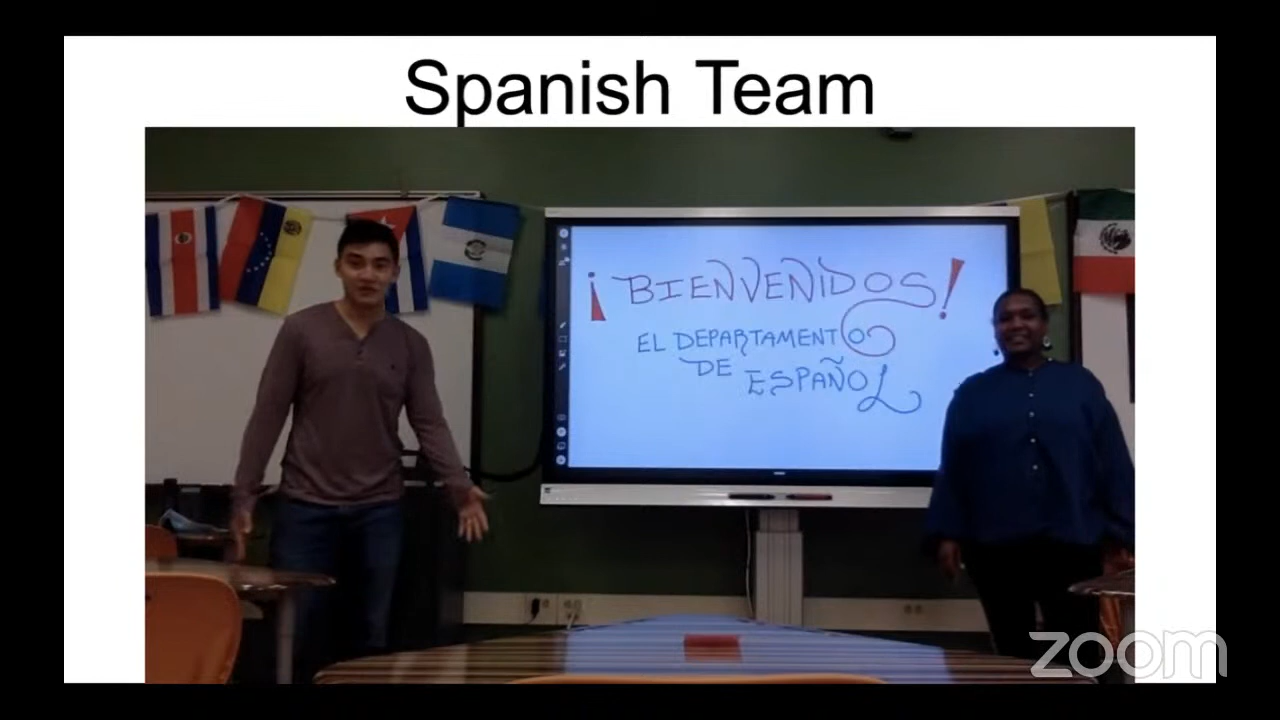 Spanish Team
¡BIENVENIDOS!
EL DEPARTAMENTO
DE ESPAÑOL
zoom